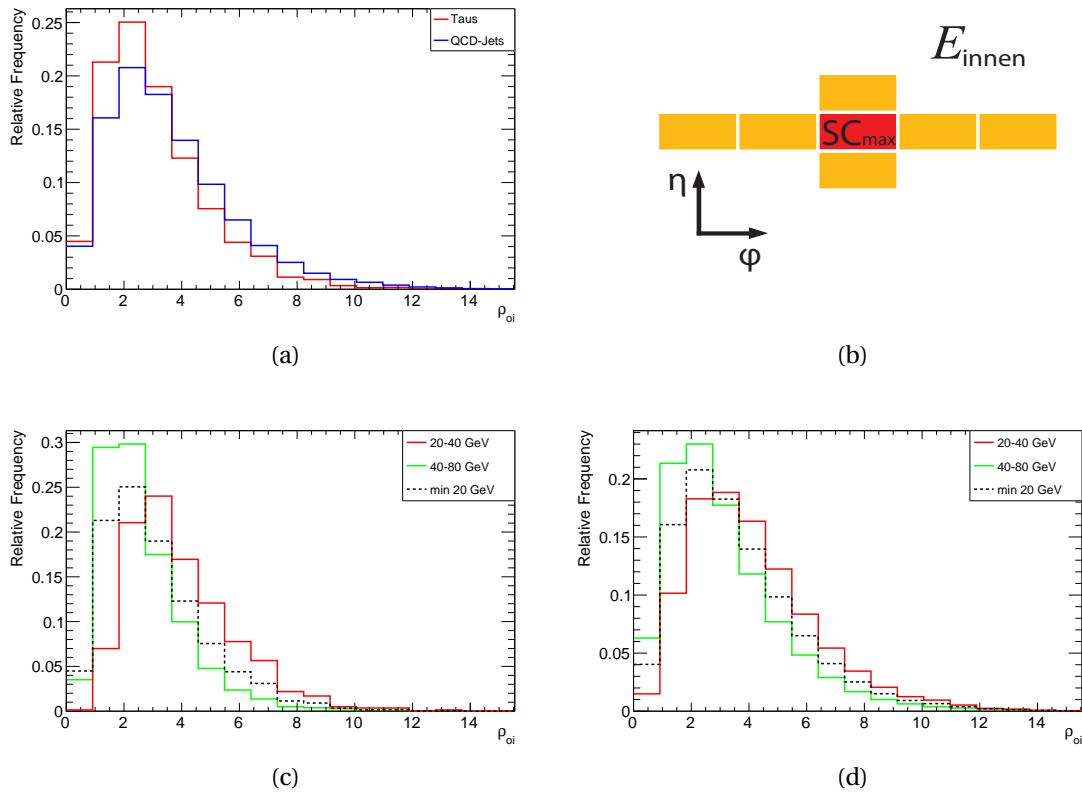 Relative Frequency
0.25
0.2
0.15
0.1
0.05
0
0 2 4 6 8 10 12 14
ρoi
Taus
QCD-Jets
(a)
Einnen
SCmax
η
φ
(b)
Relative Frequency
0.3
0.25
0.2
0.15
0.1
0.05
0
0 2 4 6 8 10 12 14
ρoi
20-40 GeV
40-80 GeV
min 20 GeV
(c)
Relative Frequency
0.2
0.15
0.1
0.05
0
0 2 4 6 8 10 12 14
ρoi
20-40 GeV
40-80 GeV
min 20 GeV
(d)